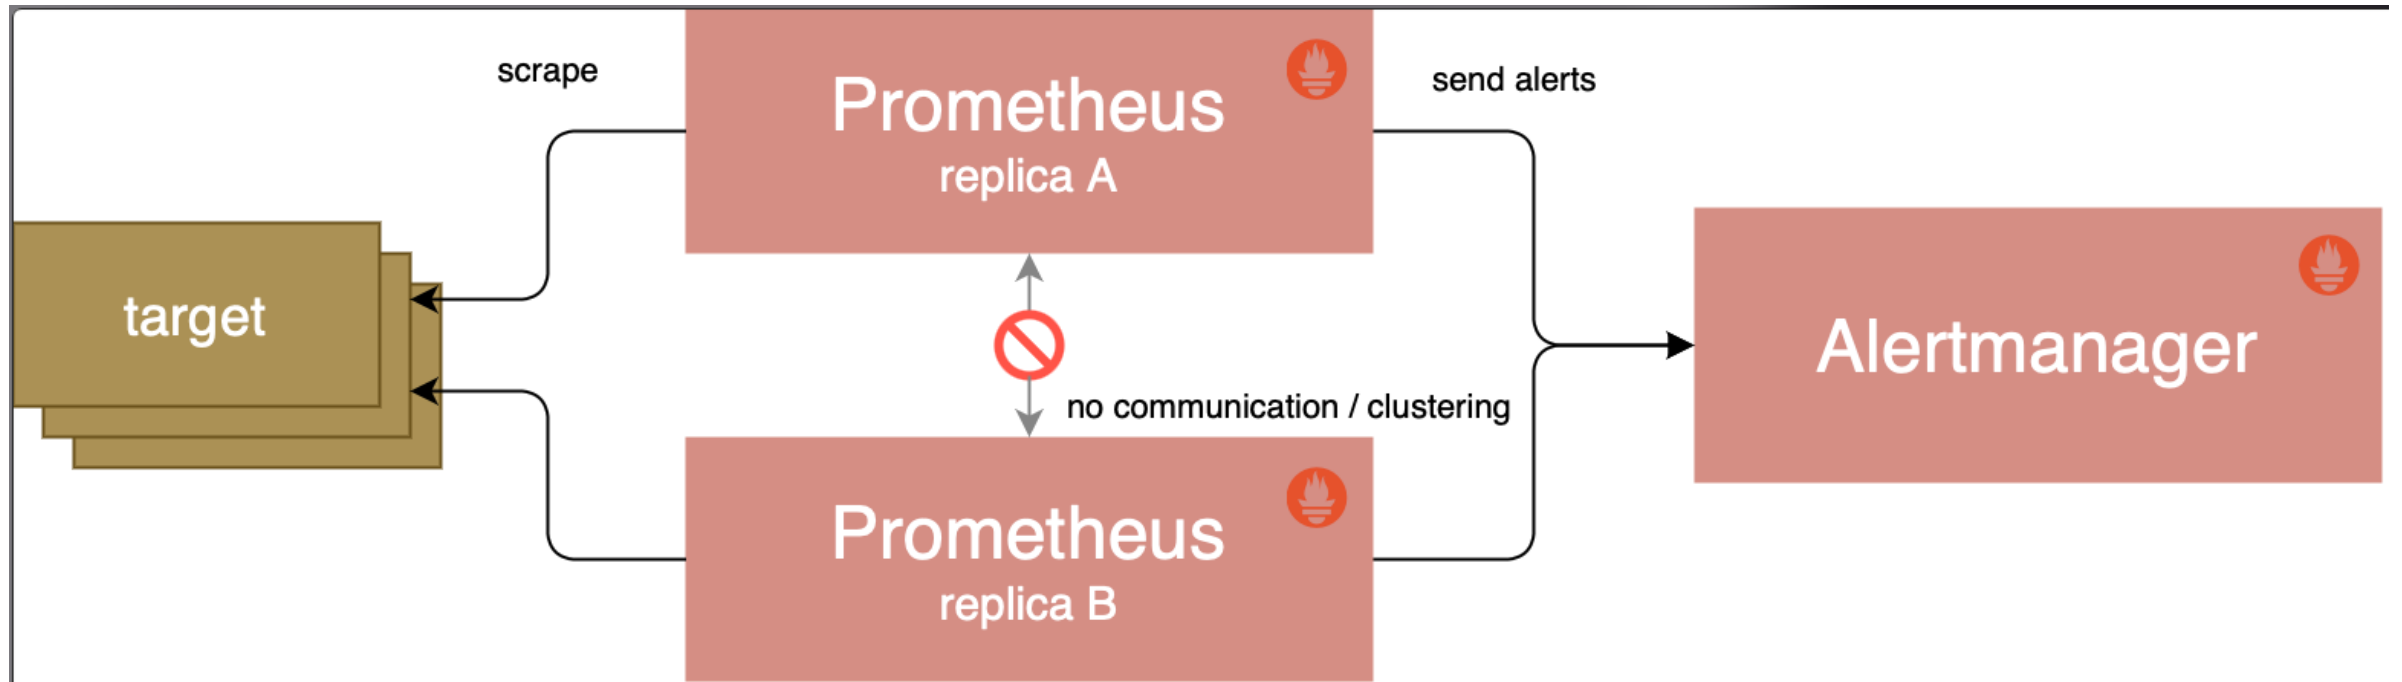 scrape
Prometheus
replica A
send alerts
target
no communication / clustering
Alertmanager
Prometheus
replica B